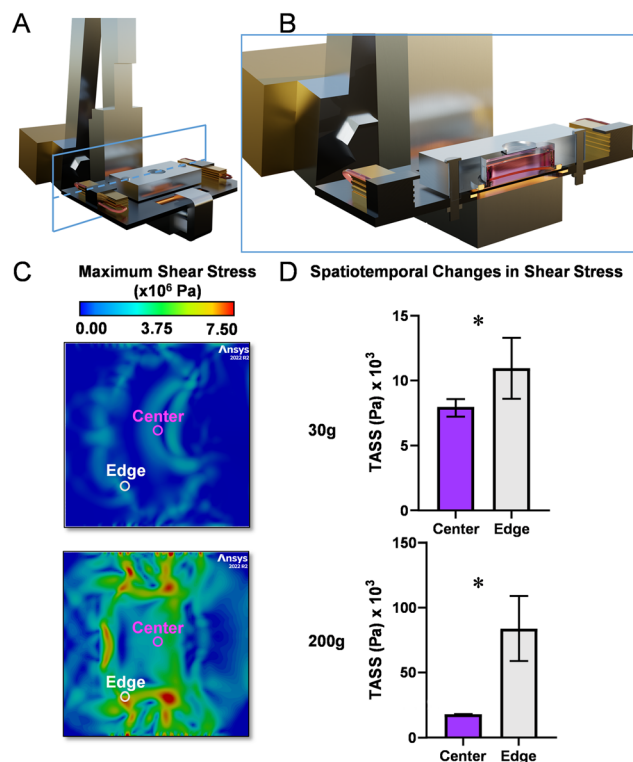 A
B
C
Maximum Shear Stress
(x10⁶ Pa)
0.00 3.75 7.50
Ansys
2022 R2
Center
Edge
Ansys
2022 R2
Center
Edge
D Spatiotemporal Changes in Shear Stress
30g
TASS (Pa) x 10³
15
10
5
0
*
Center Edge
200g
TASS (Pa) x 10³
150
100
50
0
*
Center Edge